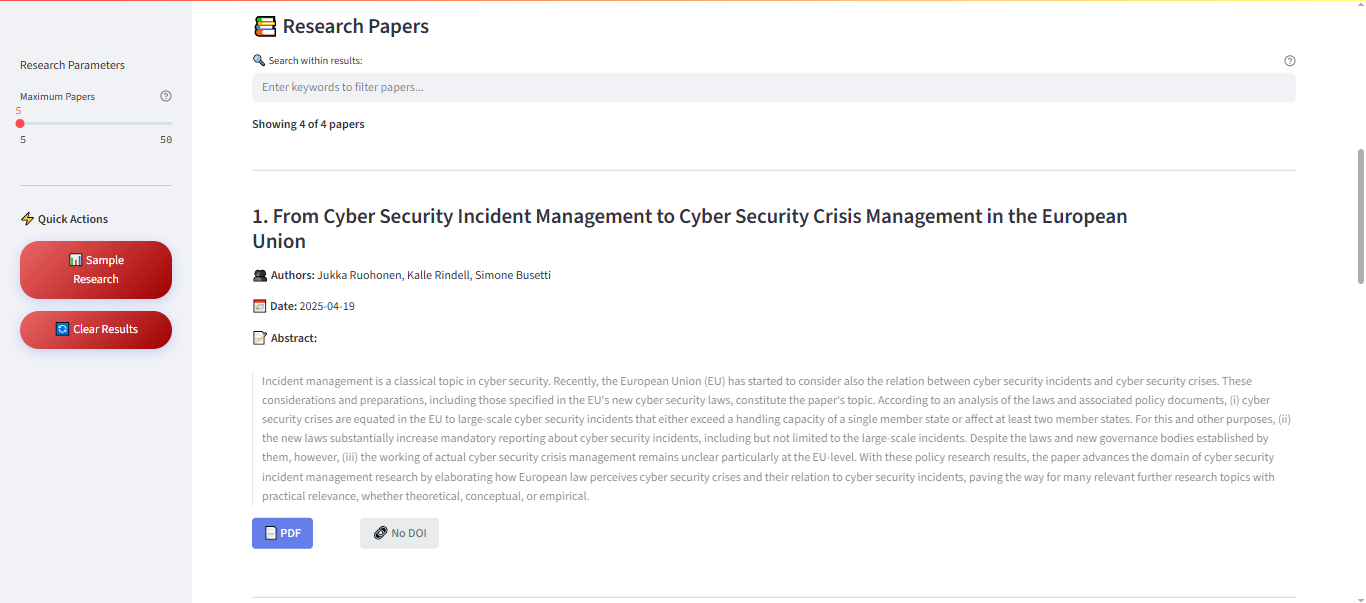 Research Parameters
Maximum Papers
5
5 50
Quick Actions
Sample
Research
Clear Results
Research Papers
Search within results:
Enter keywords to filter papers...
Showing 4 of 4 papers
1. From Cyber Security Incident Management to Cyber Security Crisis Management in the European
Union
Authors: Jukka Ruohonen, Kalle Rindell, Simone Busetti
Date: 2025-04-19
Abstract:
Incident management is a classical topic in cyber security. Recently, the European Union (EU) has started to consider also the relation between cyber security incidents and cyber security crises. These
considerations and preparations, including those specified in the EU's new cyber security laws, constitute the paper's topic. According to an analysis of the laws and associated policy documents, (i) cyber
security crises are equated in the EU to large-scale cyber security incidents that either exceed a handling capacity of a single member state or affect at least two member states. For this and other purposes, (ii)
the new laws substantially increase mandatory reporting about cyber security incidents, including but not limited to the large-scale incidents. Despite the laws and new governance bodies established by
them, however, (iii) the working of actual cyber security crisis management remains unclear particularly at the EU-level. With these policy research results, the paper advances the domain of cyber security
incident management research by elaborating how European law perceives cyber security crises and their relation to cyber security incidents, paving the way for many relevant further research topics with
practical relevance, whether theoretical, conceptual, or empirical.
PDF
No DOI